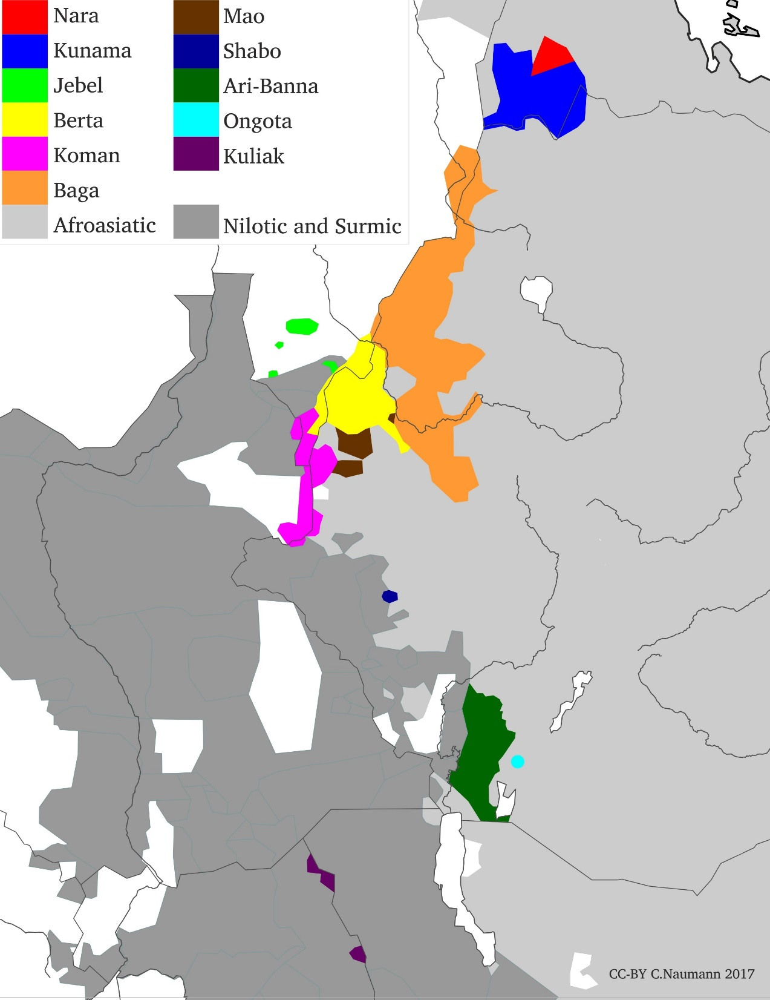 Nara
Kunama
Jebel
Berta
Koman
Baga
Afroasiatic
Mao
Shabo
Ari-Banna
Ongota
Kuliak
Nilotic and Surmic
CC-BY C.Naumann 2017